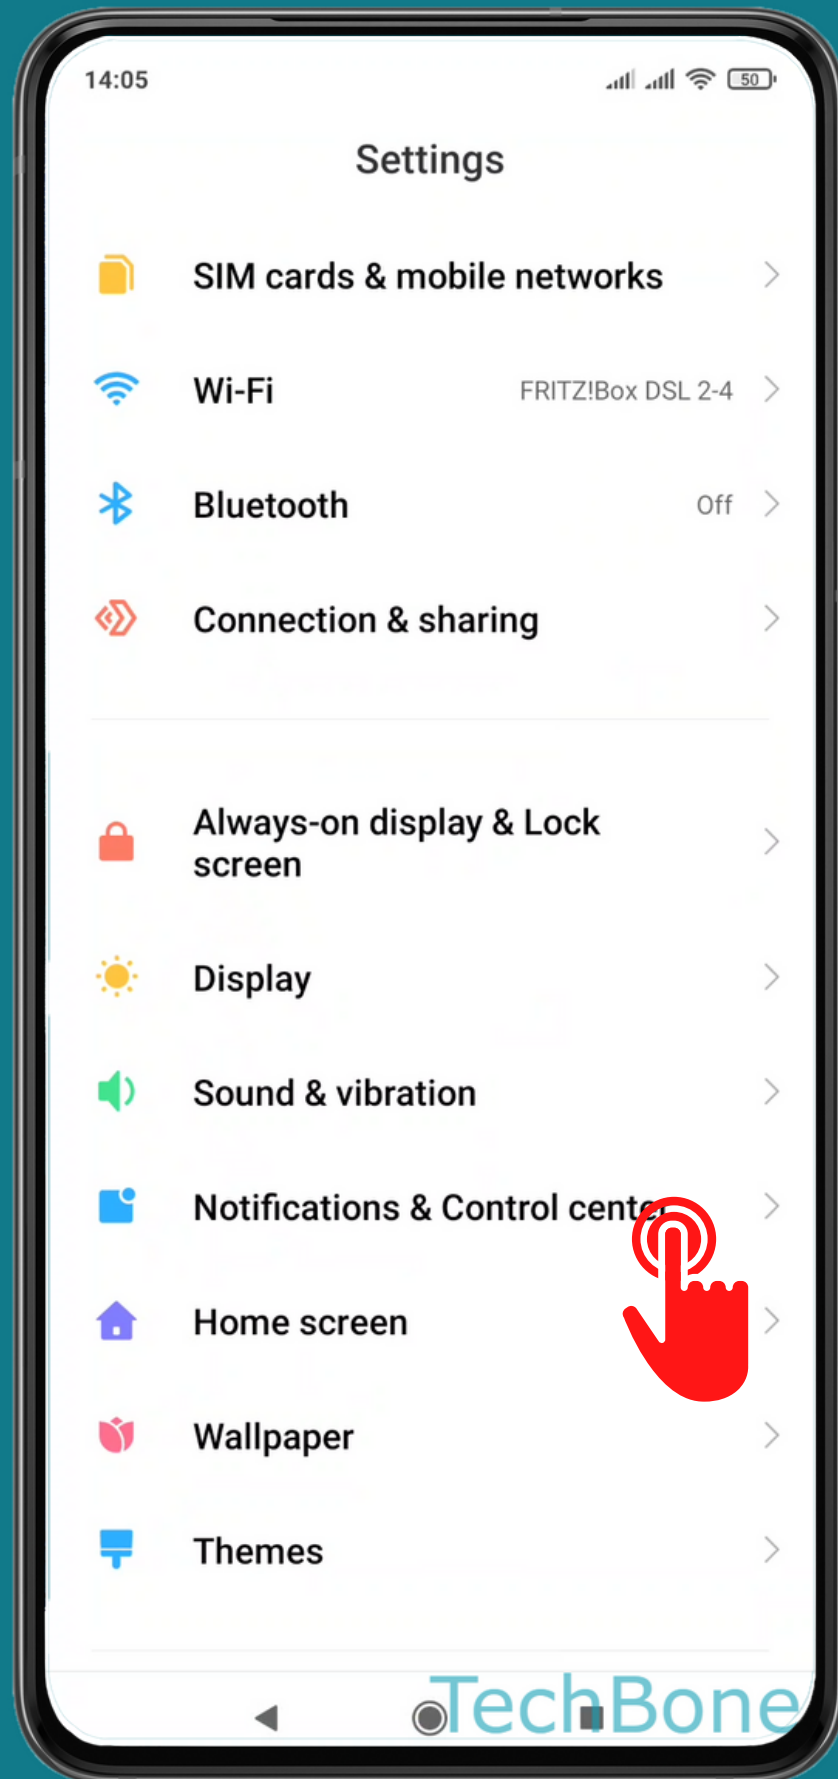 14:05
50
Settings
SIM cards & mobile networks
Wi-Fi
FRITZ!Box DSL 2-4
Bluetooth
Off
Connection & sharing
Always-on display & Lock
screen
Display
Sound & vibration
Notifications & Control center
Home screen
Wallpaper
Themes
TechBone